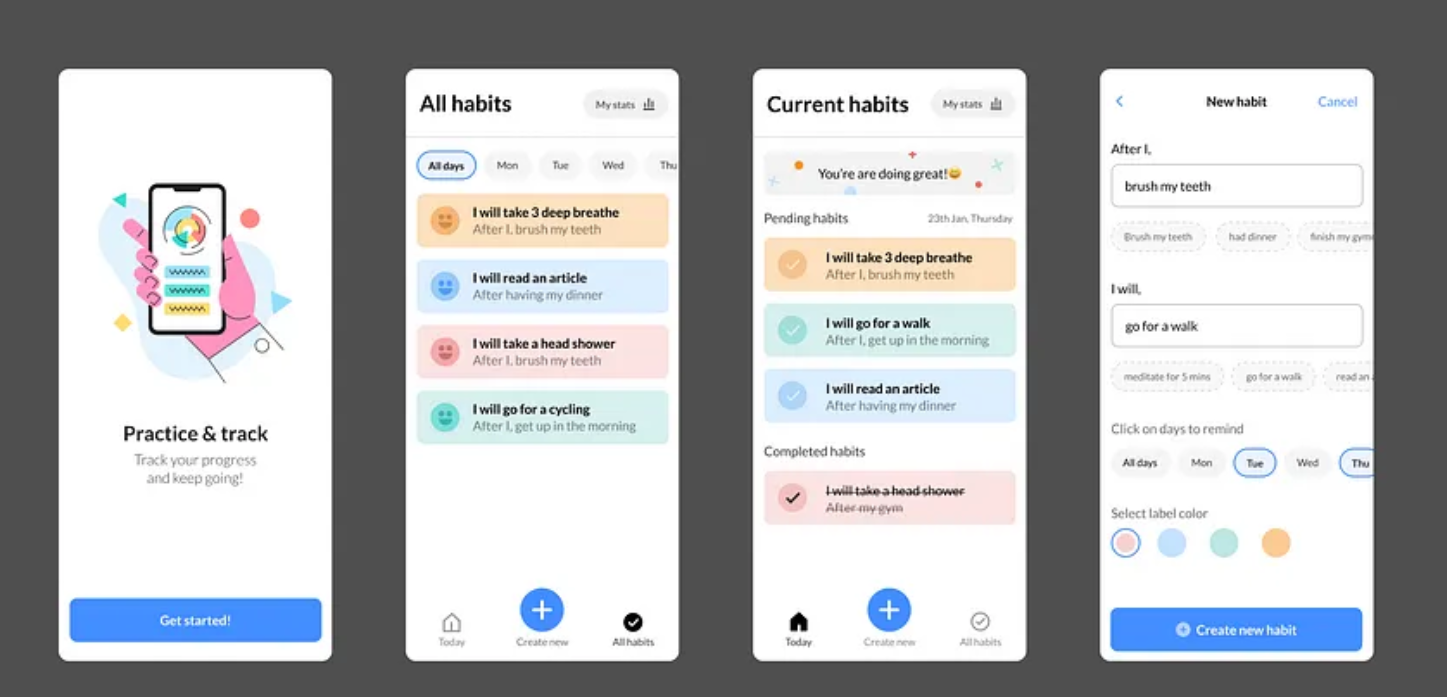 Practice & track
Track your progress
and keep going!
Get started!
All habits
My stats
All days
Mon
Tue
Wed
Thu
I will take 3 deep breathe
After I, brush my teeth
I will read an article
After having my dinner
I will take a head shower
After I, brush my teeth
I will go for a cycling
After I, get up in the morning
Today
Create new
All habits
Current habits
My stats
You're are doing great!😄
Pending habits
23th Jan, Thursday
I will take 3 deep breathe
After I, brush my teeth
I will go for a walk
After I, get up in the morning
I will read an article
After having my dinner
Completed habits
I will take a head shower
After my gym
Today
Create new
All habits
New habit
Cancel
After I,
brush my teeth
Brush my teeth
had dinner
finish my gym
I will,
go for a walk
meditate for 5 mins
go for a walk
read an
Click on days to remind
All days
Mon
Tue
Wed
Thu
Select label color
Create new habit